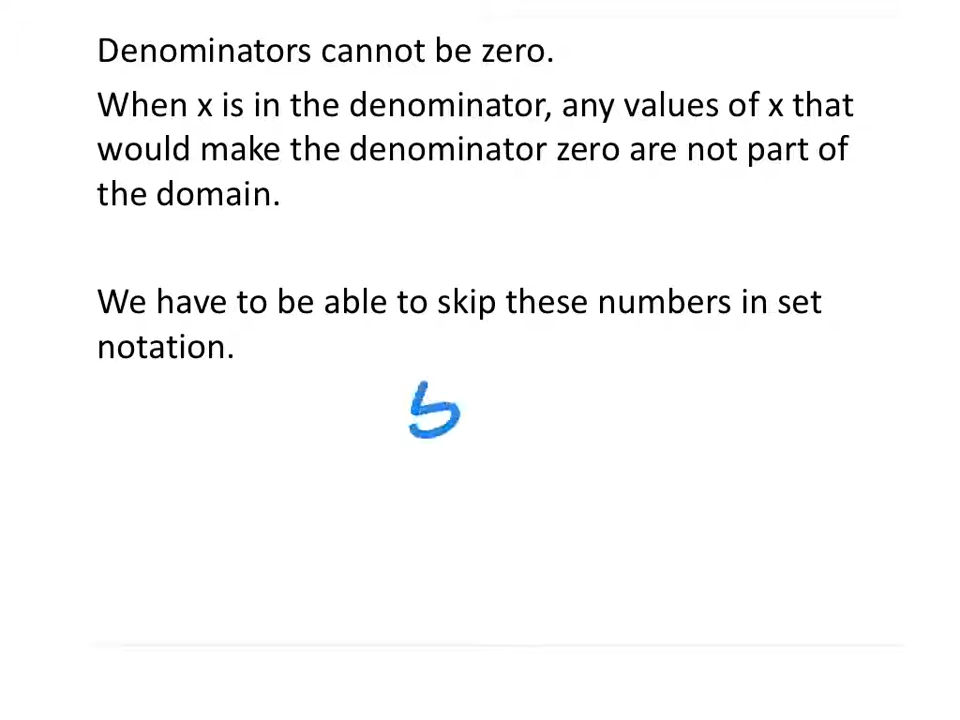 Denominators cannot be zero.
When x is in the denominator, any values of x that
would make the denominator zero are not part of
the domain.
We have to be able to skip these numbers in set
notation.
5